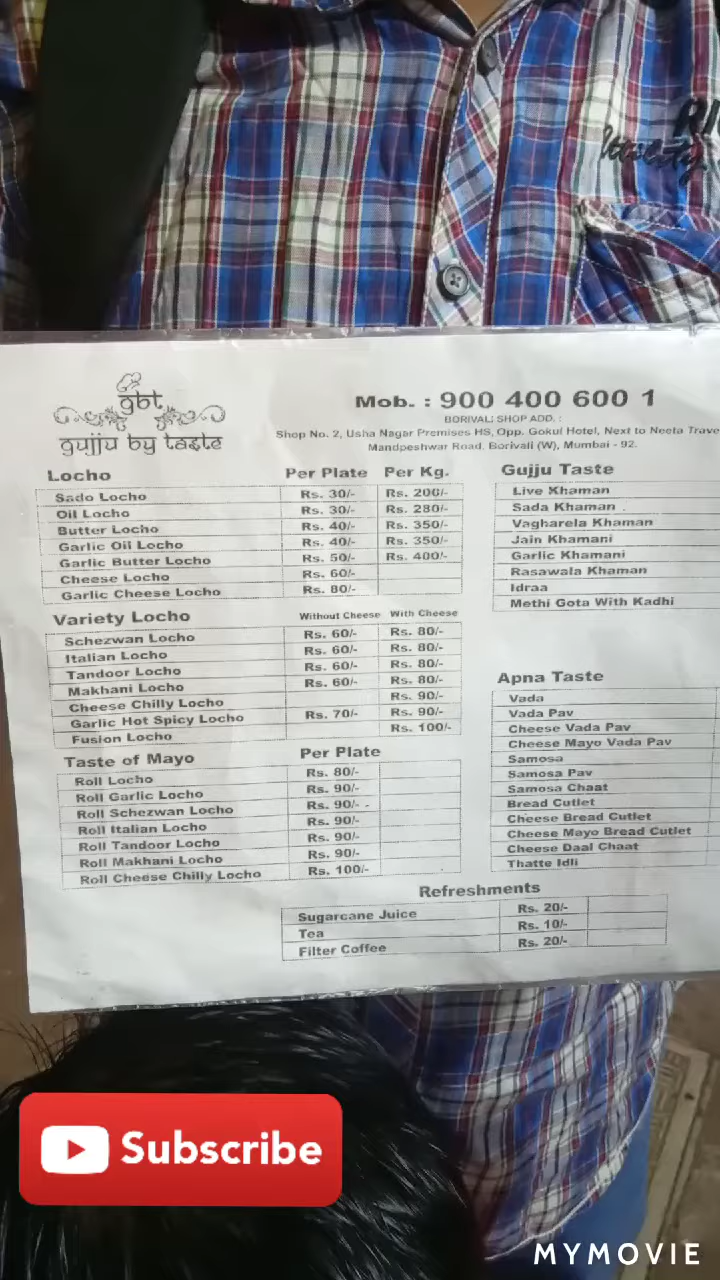 RI
gbt
gujju by taste
Mob. : 900 400 600 1
BORIVALI SHOP ADD. :
Shop No. 2, Usha Nagar Premises HS, Opp. Gokul Hotel, Next to Neeta Trave
Mandpeshwar Road, Borivali (W), Mumbai - 92.
Locho Per Plate Per Kg.
Sado Locho Rs. 30/- Rs. 200/-
Oil Locho Rs. 30/- Rs. 280/-
Butter Locho Rs. 40/- Rs. 350/-
Garlic Oil Locho Rs. 40/- Rs. 350/-
Garlic Butter Locho Rs. 50/- Rs. 400/-
Cheese Locho Rs. 60/-
Garlic Cheese Locho Rs. 80/-
Variety Locho Without Cheese With Cheese
Schezwan Locho Rs. 60/- Rs. 80/-
Italian Locho Rs. 60/- Rs. 80/-
Tandoor Locho Rs. 60/- Rs. 80/-
Makhani Locho Rs. 60/- Rs. 80/-
Cheese Chilly Locho Rs. 90/-
Garlic Hot Spicy Locho Rs. 70/- Rs. 90/-
Fusion Locho Rs. 100/-
Taste of Mayo Per Plate
Roll Locho Rs. 80/-
Roll Garlic Locho Rs. 90/-
Roll Schezwan Locho Rs. 90/-
Roll Italian Locho Rs. 90/-
Roll Tandoor Locho Rs. 90/-
Roll Makhani Locho Rs. 90/-
Roll Cheese Chilly Locho Rs. 100/-
Gujju Taste
Live Khaman
Sada Khaman
Vagharela Khaman
Jain Khamani
Garlic Khamani
Rasawala Khaman
Idraa
Methi Gota With Kadhi
Apna Taste
Vada
Vada Pav
Cheese Vada Pav
Cheese Mayo Vada Pav
Samosa
Samosa Pav
Samosa Chaat
Bread Cutlet
Cheese Bread Cutlet
Cheese Mayo Bread Cutlet
Cheese Daal Chaat
Thatte Idli
Refreshments
Sugarcane Juice Rs. 20/-
Tea Rs. 10/-
Filter Coffee Rs. 20/-
Subscribe
MYMOVIE